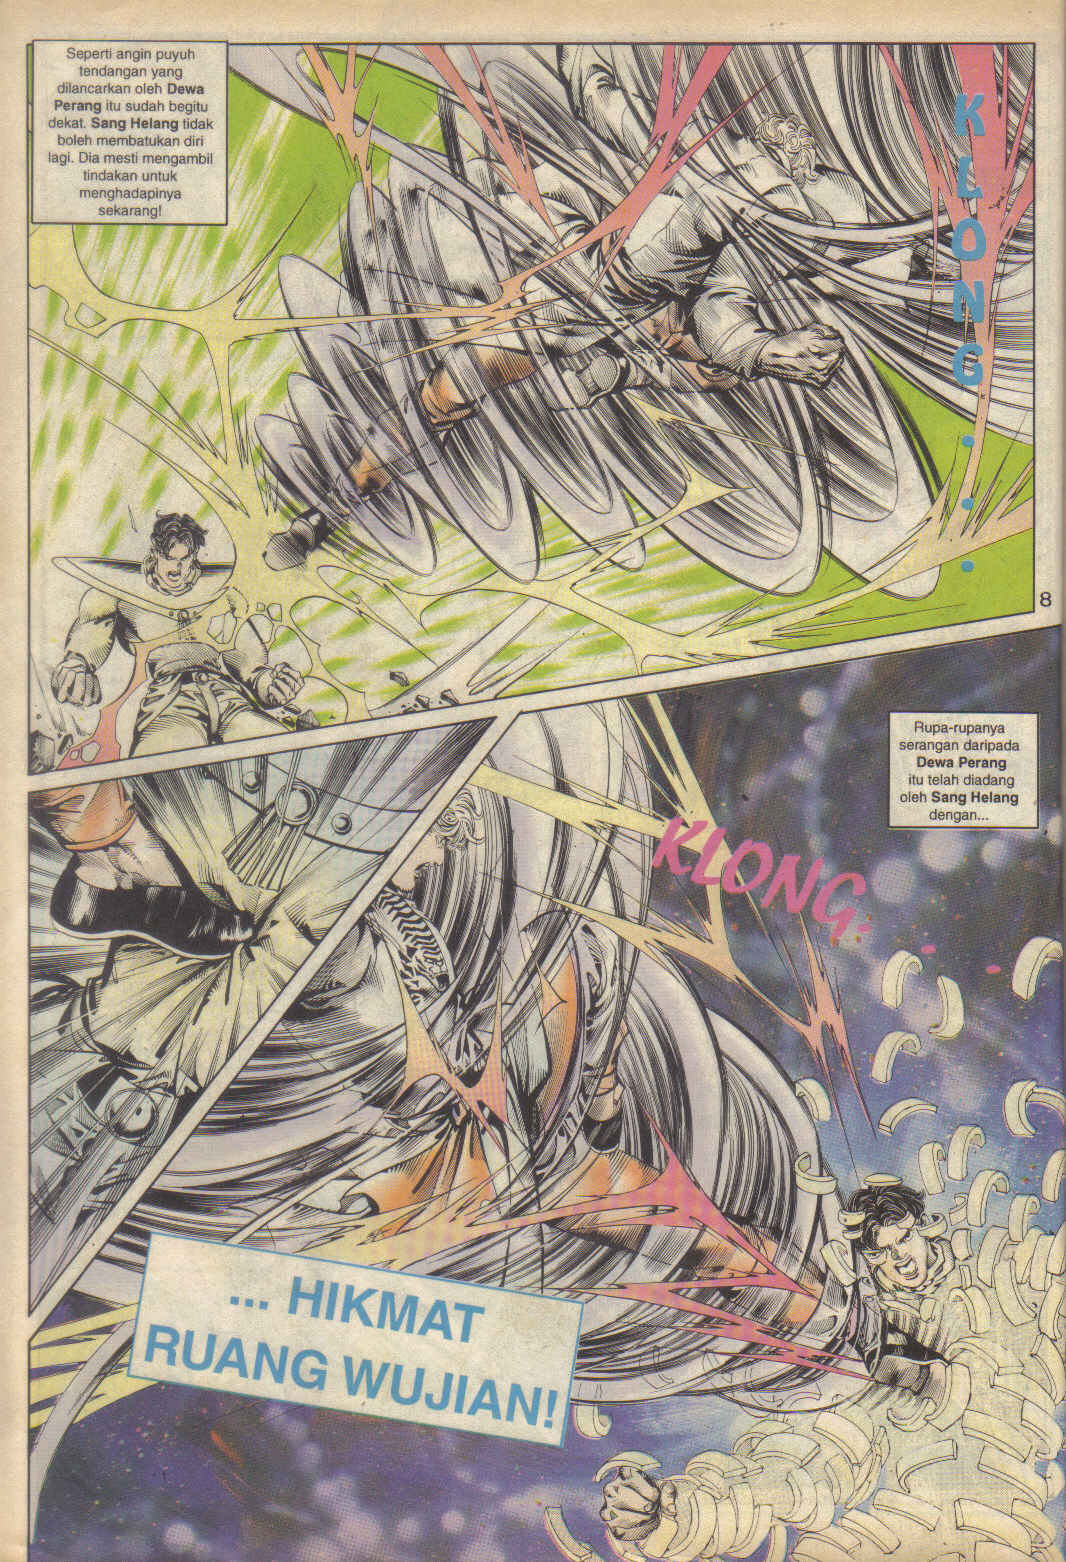 Seperti angin puyuh
tendangan yang
dilancarkan oleh Dewa
Perang itu sudah begitu
dekat. Sang Helang tidak
boleh membatukan diri
lagi. Dia mesti mengambil
tindakan untuk
menghadapinya
sekarang!
KLONG...
8
Rupa-rupanya
serangan daripada
Dewa Perang
itu telah diadang
oleh Sang Helang
dengan...
KLONG...
... HIKMAT
RUANG WUJIAN!